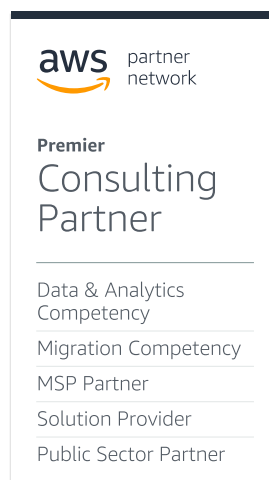 aws partner
network
Premier
Consulting
Partner
Data & Analytics
Competency
Migration Competency
MSP Partner
Solution Provider
Public Sector Partner